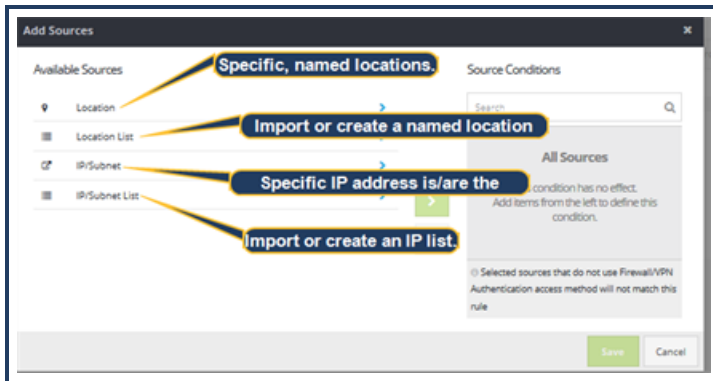 Add Sources
Available Sources
Specific, named locations.
Source Conditions
Location
Search
Import or create a named location
Location List
All Sources
IP/Subnet
Specific IP address is/are the
condition has no effect.
Add items from the left to define this
condition.
IP/Subnet List
Import or create an IP list.
Selected sources that do not use Firewall/VPN
Authentication access method will not match this
rule
Save
Cancel